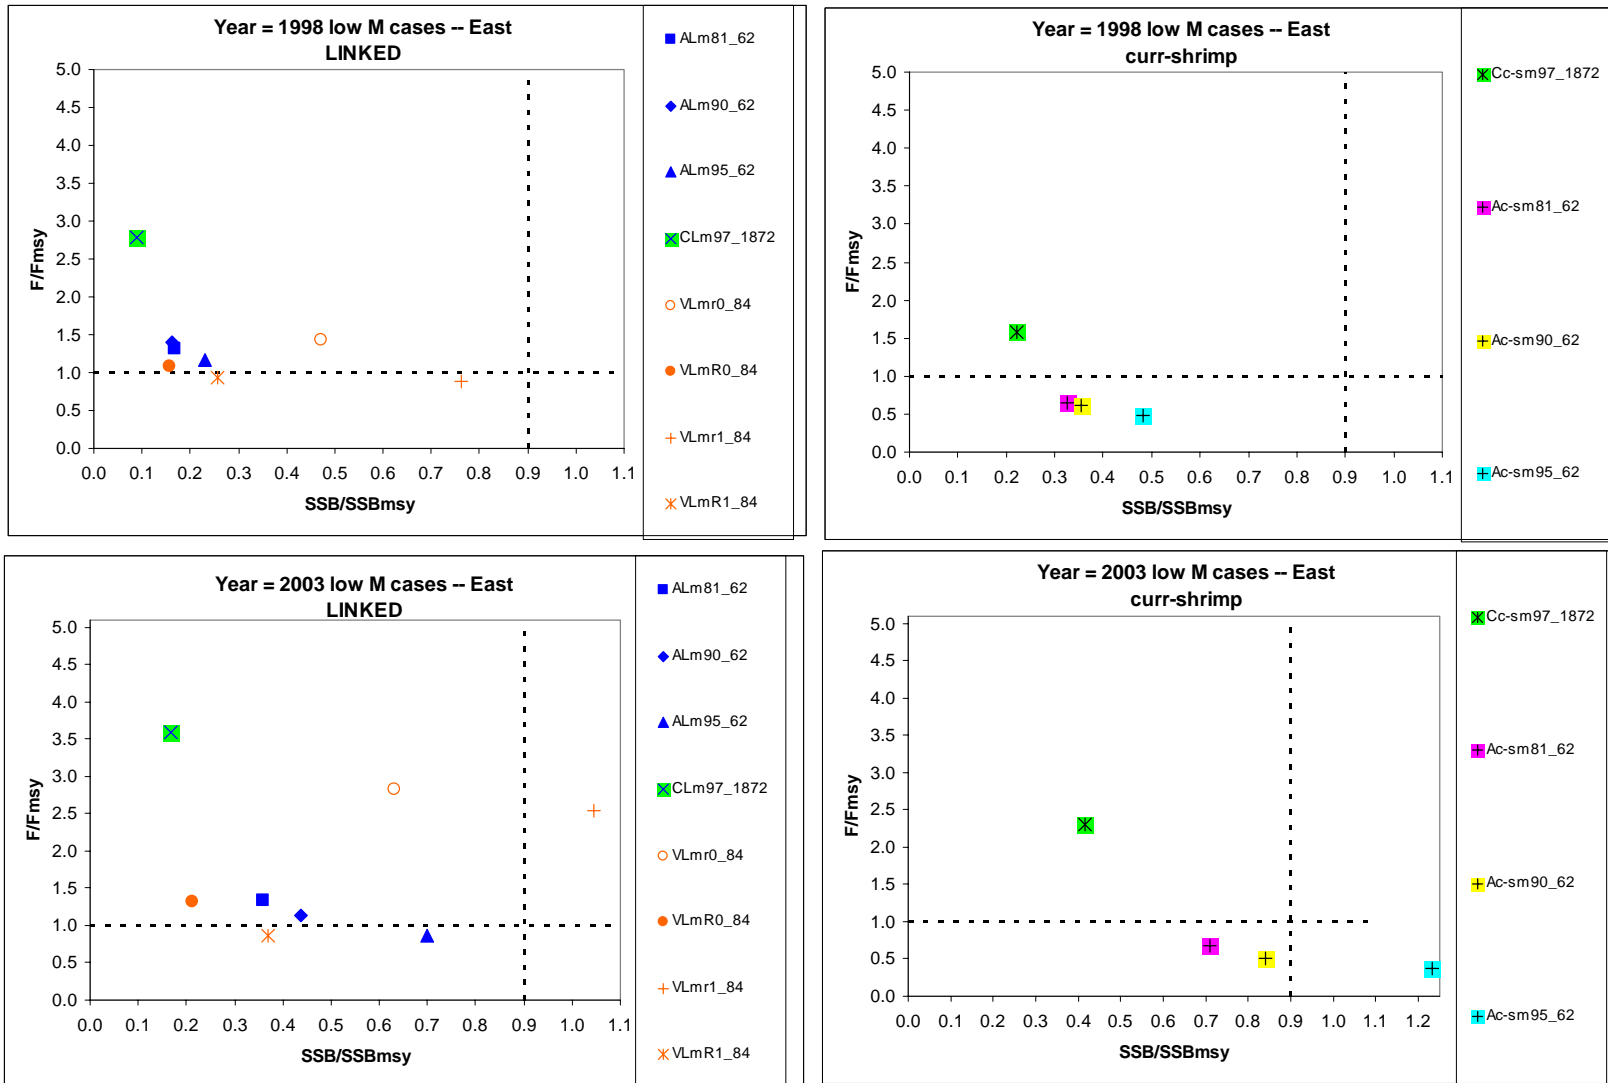 Year = 1998 low M cases -- East
LINKED
5.0
4.5
4.0
3.5
3.0
2.5
2.0
1.5
1.0
0.5
0.0
F/Fmsy
0.0 0.1 0.2 0.3 0.4 0.5 0.6 0.7 0.8 0.9 1.0 1.1
SSB/SSBmsy
ALm81_62
ALm90_62
ALm95_62
CLm97_1872
VLmr0_84
VLmR0_84
VLmr1_84
VLmR1_84
Year = 1998 low M cases -- East
curr-shrimp
5.0
4.5
4.0
3.5
3.0
2.5
2.0
1.5
1.0
0.5
0.0
F/Fmsy
0.0 0.1 0.2 0.3 0.4 0.5 0.6 0.7 0.8 0.9 1.0 1.1
SSB/SSBmsy
Cc-sm97_1872
Ac-sm81_62
Ac-sm90_62
Ac-sm95_62
Year = 2003 low M cases -- East
LINKED
5.0
4.5
4.0
3.5
3.0
2.5
2.0
1.5
1.0
0.5
0.0
F/Fmsy
0.0 0.1 0.2 0.3 0.4 0.5 0.6 0.7 0.8 0.9 1.0 1.1
SSB/SSBmsy
ALm81_62
ALm90_62
ALm95_62
CLm97_1872
VLmr0_84
VLmR0_84
VLmr1_84
VLmR1_84
Year = 2003 low M cases -- East
curr-shrimp
5.0
4.5
4.0
3.5
3.0
2.5
2.0
1.5
1.0
0.5
0.0
F/Fmsy
0.0 0.1 0.2 0.3 0.4 0.5 0.6 0.7 0.8 0.9 1.0 1.1 1.2
SSB/SSBmsy
Cc-sm97_1872
Ac-sm81_62
Ac-sm90_62
Ac-sm95_62